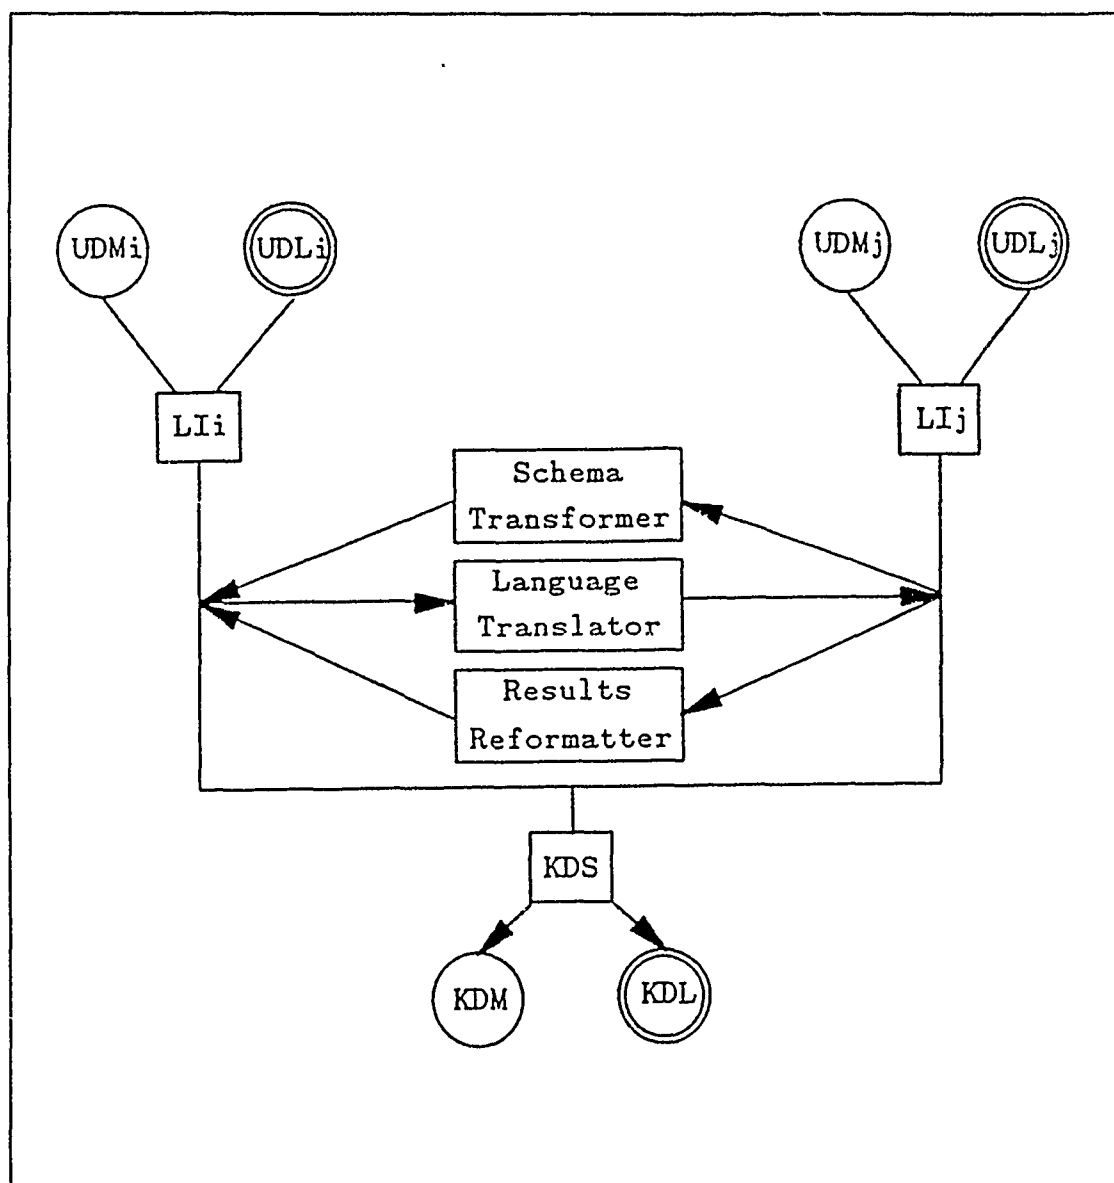 UDMi
UDLi
UDMj
UDLj
LIi
LIj
Schema
Transformer
Language
Translator
Results
Reformatter
KDS
KDM
KDL